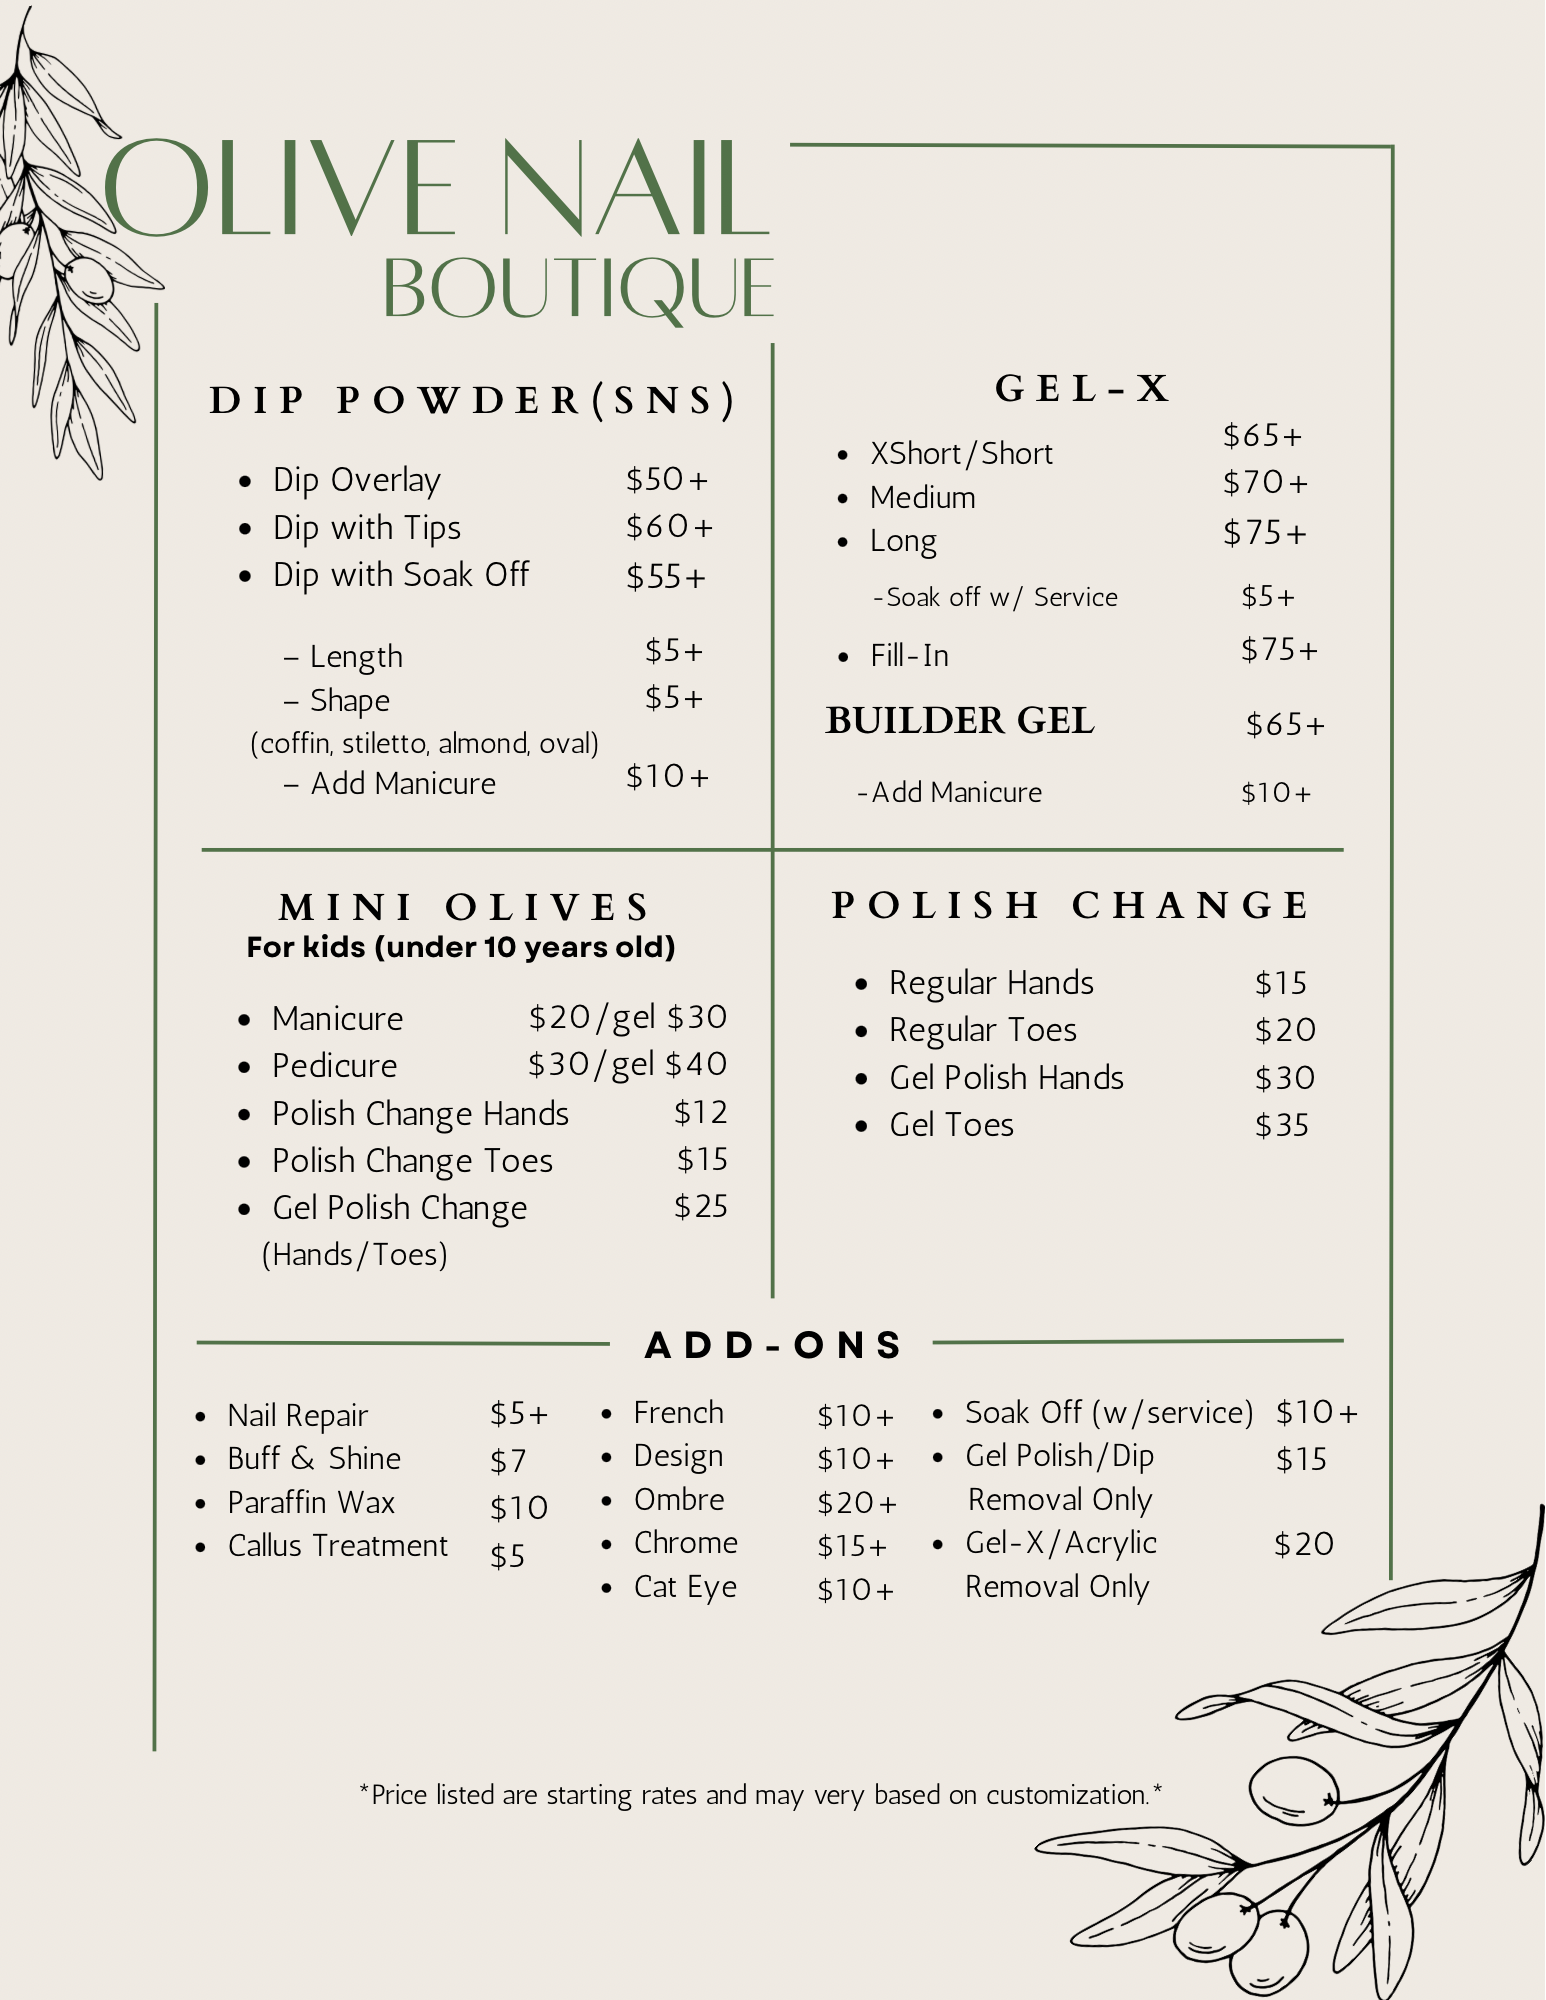 OLIVE NAIL
BOUTIQUE
DIP POWDER(SNS)
• Dip Overlay $50+
• Dip with Tips $60+
• Dip with Soak Off $55+
– Length $5+
– Shape $5+
(coffin, stiletto, almond, oval)
– Add Manicure $10+
GEL-X
• XShort/Short $65+
• Medium $70+
• Long $75+
-Soak off w/ Service $5+
• Fill-In $75+
BUILDER GEL $65+
-Add Manicure $10+
MINI OLIVES
For kids (under 10 years old)
• Manicure $20/gel $30
• Pedicure $30/gel $40
• Polish Change Hands $12
• Polish Change Toes $15
• Gel Polish Change $25
(Hands/Toes)
POLISH CHANGE
• Regular Hands $15
• Regular Toes $20
• Gel Polish Hands $30
• Gel Toes $35
ADD-ONS
• Nail Repair $5+
• Buff & Shine $7
• Paraffin Wax $10
• Callus Treatment $5
• French $10+
• Design $10+
• Ombre $20+
• Chrome $15+
• Cat Eye $10+
• Soak Off (w/service) $10+
• Gel Polish/Dip $15
Removal Only
• Gel-X/Acrylic $20
Removal Only
*Price listed are starting rates and may very based on customization.*